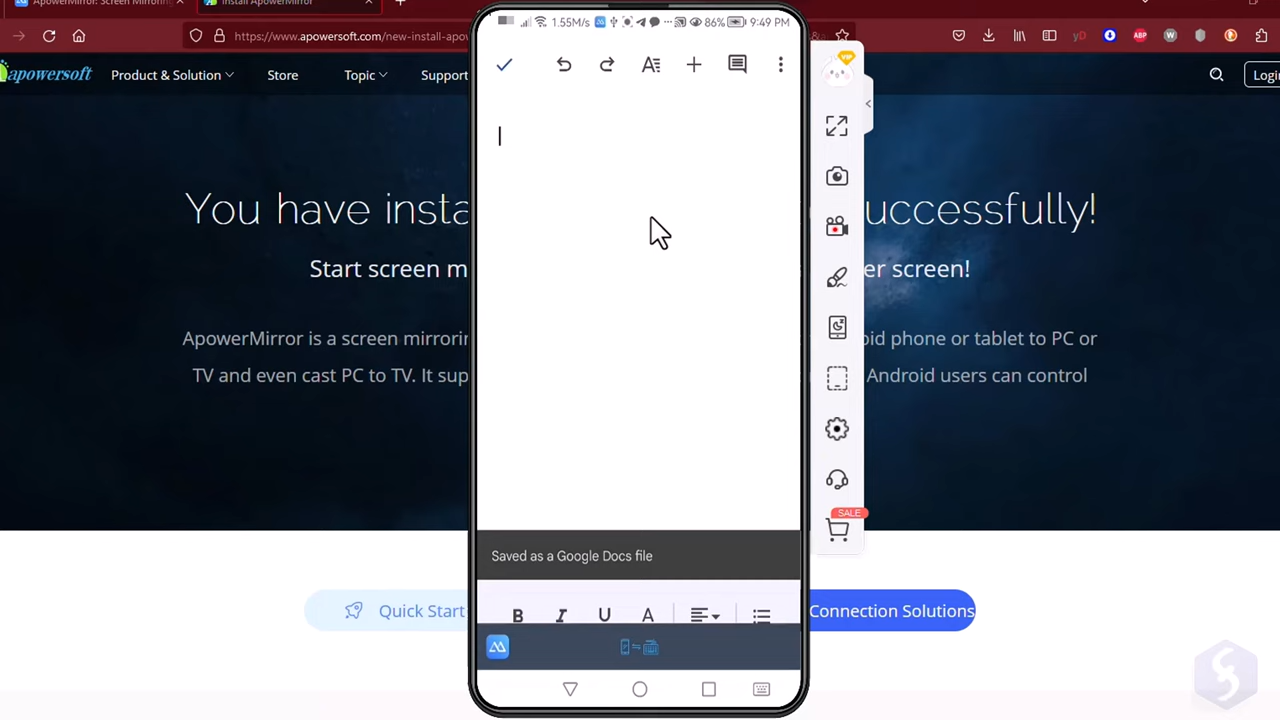 ApowerMirror: Screen Mirroring
Install ApowerMirror
https://www.apowersoft.com/new-install-apow
apowersoft
Product & Solution
Store
Topic
Support
Login
1.55M/s
86%
9:49 PM
You have insta
uccessfully!
Start screen m
er screen!
ApowerMirror is a screen mirrorin
oid phone or tablet to PC or
TV and even cast PC to TV. It sup
Android users can control
SALE
Saved as a Google Docs file
B I U A
Quick Start
Connection Solutions